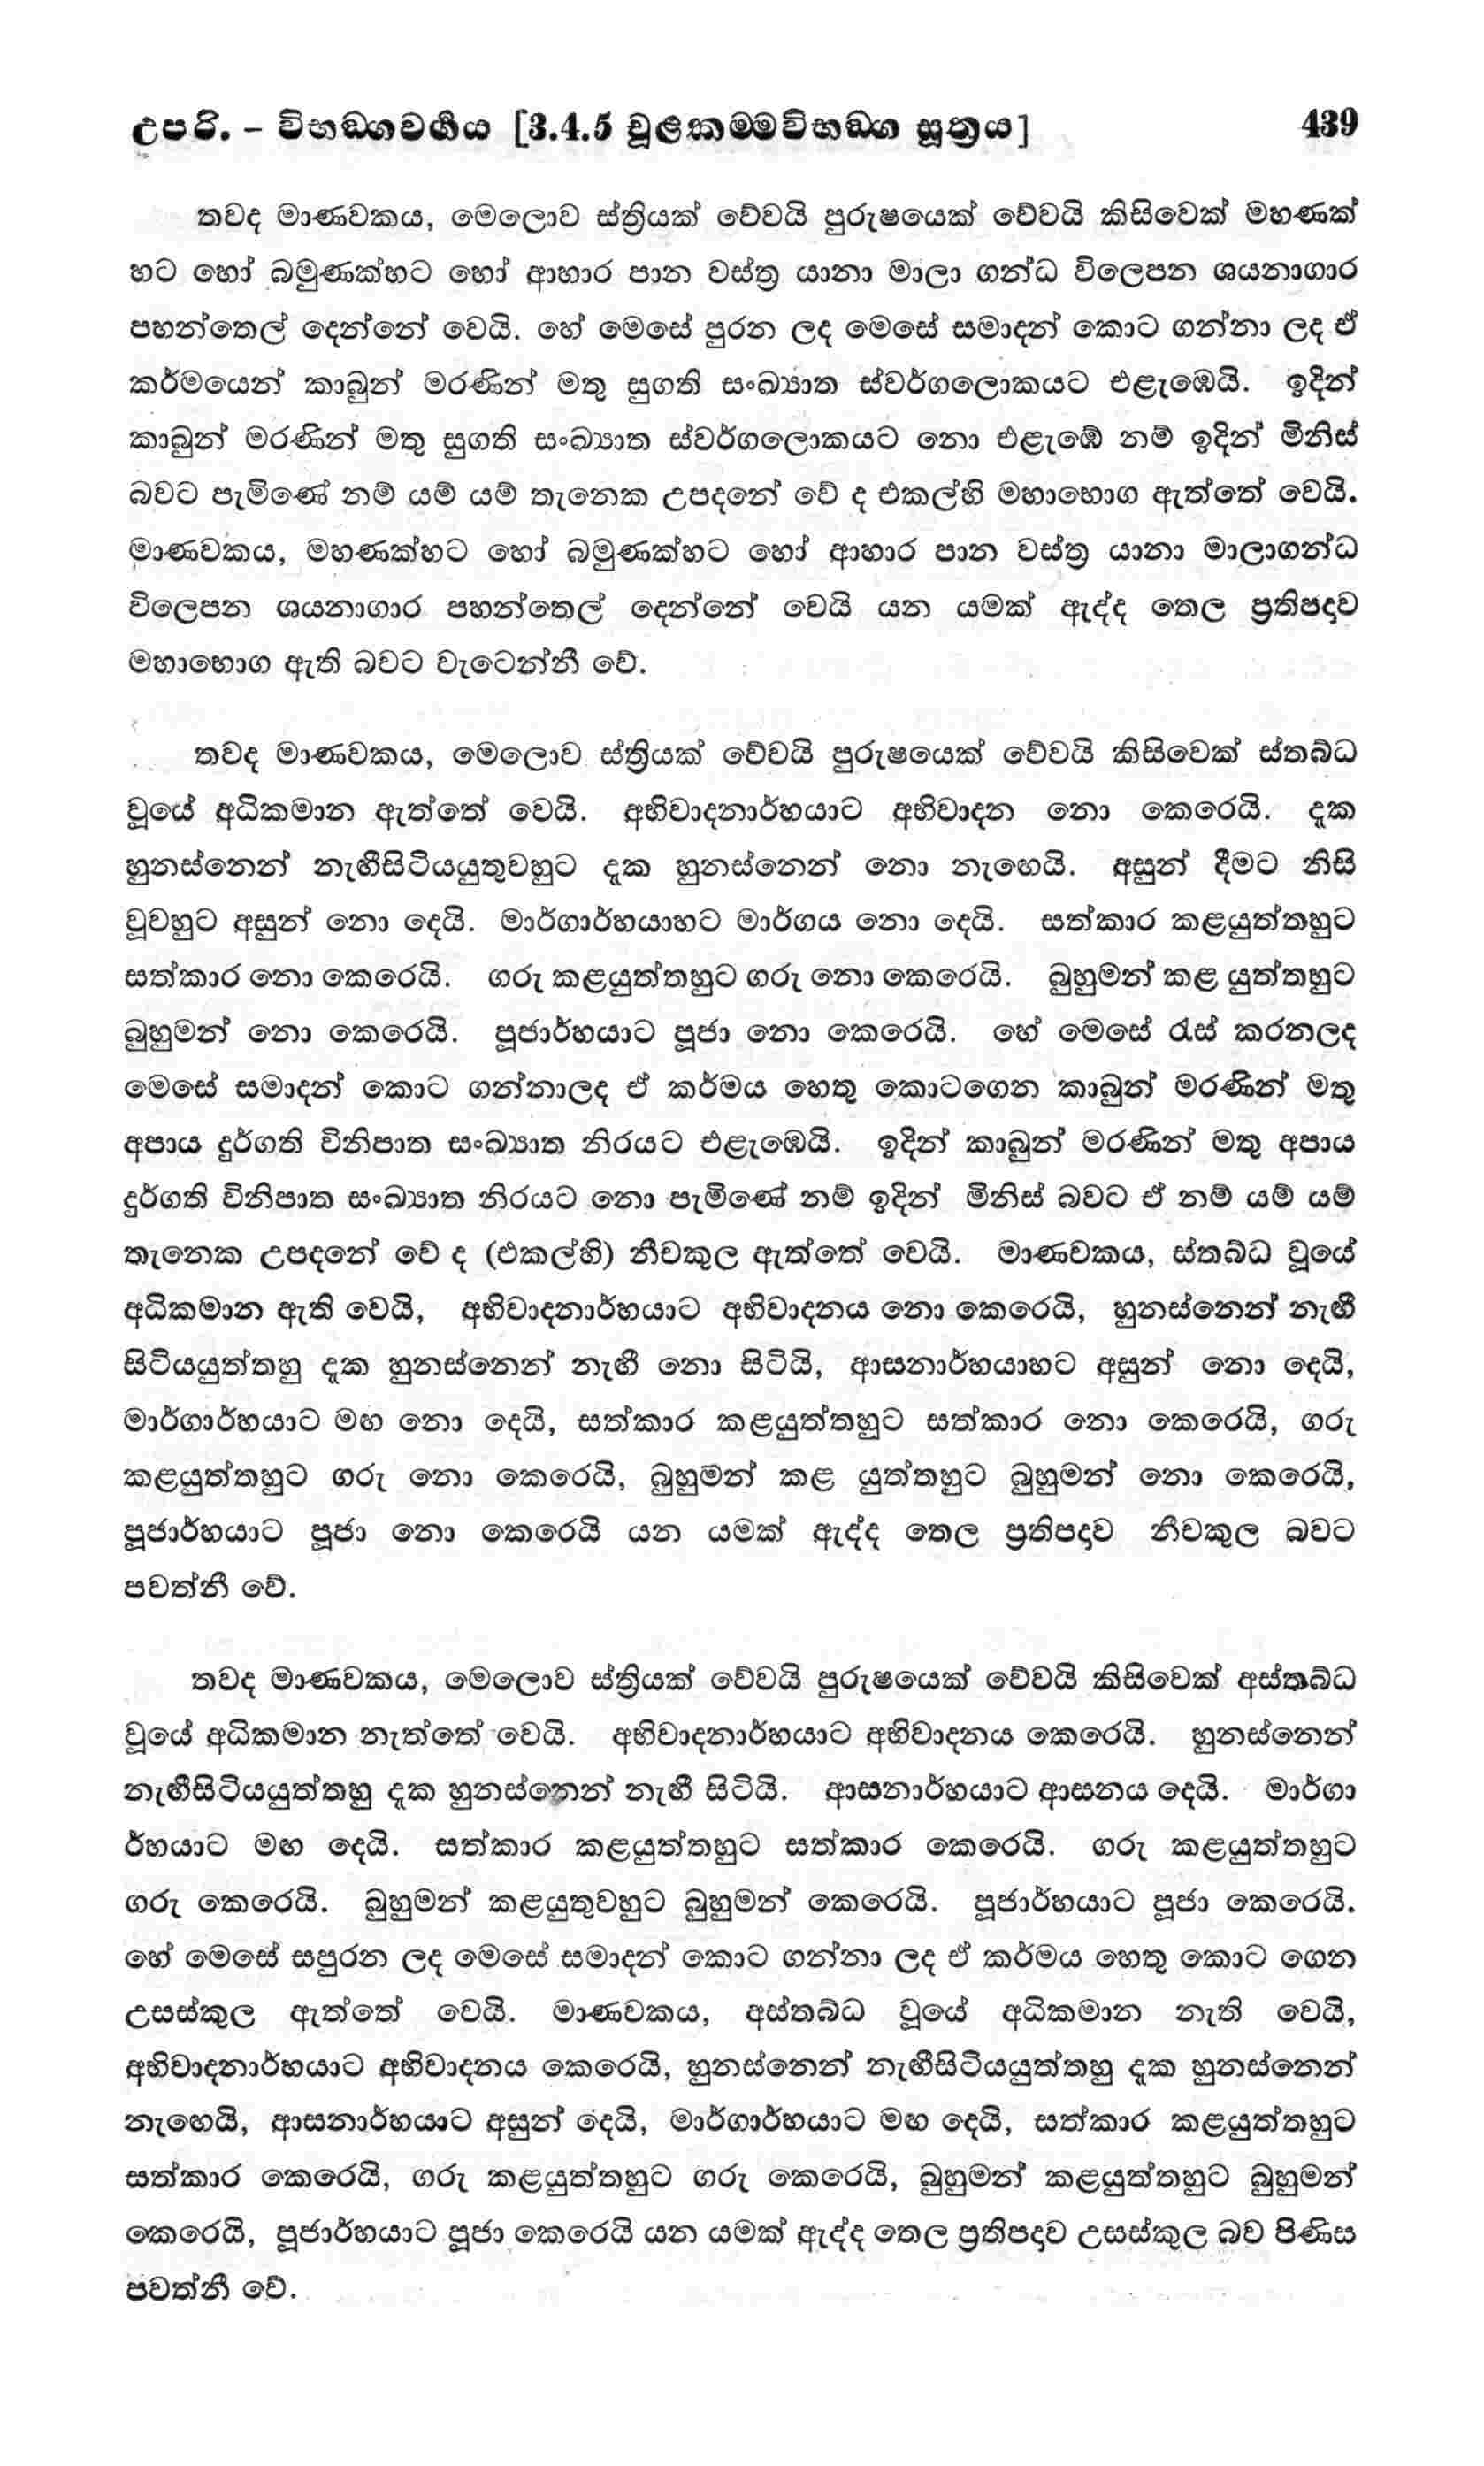 උපරි. – විභඞගවර්‍ගය [3.4.5 චූළකම්මවිභඞග සූත්‍රය] 439
තවද මාණවකය, මෙලොව ස්ත්‍රියක් වේවයි පුරුෂයෙක් වේවයි කිසිවෙක් මහණක්
හට හෝ බමුණක්හට හෝ ආහාර පාන වස්ත්‍ර යානා මාලා ගන්ධ විලෙපන ශයනාගාර
පහන්තෙල් දෙන්නේ වෙයි. හේ මෙසේ පුරන ලද මෙසේ සමාදන් කොට ගන්නා ලද ඒ
කර්මයෙන් කාබුන් මරණින් මතු සුගති සංඛ්‍යාත ස්වර්ගලොකයට එළැඹෙයි. ඉදින්
කාබුන් මරණින් මතු සුගති සංඛ්‍යාත ස්වර්ගලොකයට නො එළැඹේ නම් ඉදින් මිනිස්
බවට පැමිණේ නම් යම් යම් තැනෙක උපදනේ වේ ද එකල්හි මහාභොග ඇත්තේ වෙයි.
මාණවකය, මහණක්හට හෝ බමුණක්හට හෝ ආහාර පාන වස්ත්‍ර යානා මාලාගන්ධ
විලෙපන ශයනාගාර පහන්තෙල් දෙන්නේ වෙයි යන යමක් ඇද්ද තෙල ප්‍රතිපදාව
මහාභොග ඇති බවට වැටෙන්නී වේ.
තවද මාණවකය, මෙලොව ස්ත්‍රියක් වේවයි පුරුෂයෙක් වේවයි කිසිවෙක් ස්තබ්ධ
වූයේ අධිකමාන ඇත්තේ වෙයි. අභිවාදනාර්හයාට අභිවාදන නො කෙරෙයි. දැක
හුනස්නෙන් නැඟීසිටියයුතුවහුට දැක හුනස්නෙන් නො නැඟෙයි. අසුන් දීමට නිසි
වූවහුට අසුන් නො දෙයි. මාර්ගාර්හයාහට මාර්ගය නො දෙයි. සත්කාර කළයුත්තහුට
සත්කාර නො කෙරෙයි. ගරු කළයුත්තහුට ගරු නො කෙරෙයි. බුහුමන් කළ යුත්තහුට
බුහුමන් නො කෙරෙයි. පූජාර්හයාට පූජා නො කෙරෙයි. හේ මෙසේ රැස් කරනලද
මෙසේ සමාදන් කොට ගන්නාලද ඒ කර්මය හෙතු කොටගෙන කාබුන් මරණින් මතු
අපාය දුර්ගති විනිපාත සංඛ්‍යාත නිරයට එළැඹෙයි. ඉදින් කාබුන් මරණින් මතු අපාය
දුර්ගති විනිපාත සංඛ්‍යාත නිරයට නො පැමිණේ නම් ඉදින් මිනිස් බවට ඒ නම් යම් යම්
තැනෙක උපදනේ වේ ද (එකල්හි) නීචකුල ඇත්තේ වෙයි. මාණවකය, ස්තබ්ධ වූයේ
අධිකමාන ඇති වෙයි, අභිවාදනාර්හයාට අභිවාදනය නො කෙරෙයි, හුනස්නෙන් නැඟී
සිටියයුත්තහු දැක හුනස්නෙන් නැඟී නො සිටියි, ආසනාර්හයාහට අසුන් නො දෙයි,
මාර්ගාර්හයාට මඟ නො දෙයි, සත්කාර කළයුත්තහුට සත්කාර නො කෙරෙයි, ගරු
කළයුත්තහුට ගරු නො කෙරෙයි, බුහුමන් කළ යුත්තහුට බුහුමන් නො කෙරෙයි,
පූජාර්හයාට පූජා නො කෙරෙයි යන යමක් ඇද්ද තෙල ප්‍රතිපදාව නීචකුල බවට
පවත්නී වේ.
තවද මාණවකය, මෙලොව ස්ත්‍රියක් වේවයි පුරුෂයෙක් වේවයි කිසිවෙක් අස්තබ්ධ
වූයේ අධිකමාන නැත්තේ වෙයි. අභිවාදනාර්හයාට අභිවාදනය කෙරෙයි. හුනස්නෙන්
නැඟීසිටියයුත්තහු දැක හුනස්නෙන් නැඟී සිටියි. ආසනාර්හයාට ආසනය දෙයි. මාර්ගා
ර්හයාට මඟ දෙයි. සත්කාර කළයුත්තහුට සත්කාර කෙරෙයි. ගරු කළයුත්තහුට
ගරු කෙරෙයි. බුහුමන් කළයුතුවහුට බුහුමන් කෙරෙයි. පූජාර්හයාට පූජා කෙරෙයි.
හේ මෙසේ සපුරන ලද මෙසේ සමාදන් කොට ගන්නා ලද ඒ කර්මය හෙතු කොට ගෙන
උසස්කුල ඇත්තේ වෙයි. මාණවකය, අස්තබ්ධ වූයේ අධිකමාන නැති වෙයි,
අභිවාදනාර්හයාට අභිවාදනය කෙරෙයි, හුනස්නෙන් නැඟීසිටියයුත්තහු දැක හුනස්නෙන්
නැඟෙයි, ආසනාර්හයාට අසුන් දෙයි, මාර්ගාර්හයාට මඟ දෙයි, සත්කාර කළයුත්තහුට
සත්කාර කෙරෙයි, ගරු කළයුත්තහුට ගරු කෙරෙයි, බුහුමන් කළයුත්තහුට බුහුමන්
කෙරෙයි, පූජාර්හයාට පූජා කෙරෙයි යන යමක් ඇද්ද තෙල ප්‍රතිපදාව උසස්කුල බව පිණිස
පවත්නී වේ.